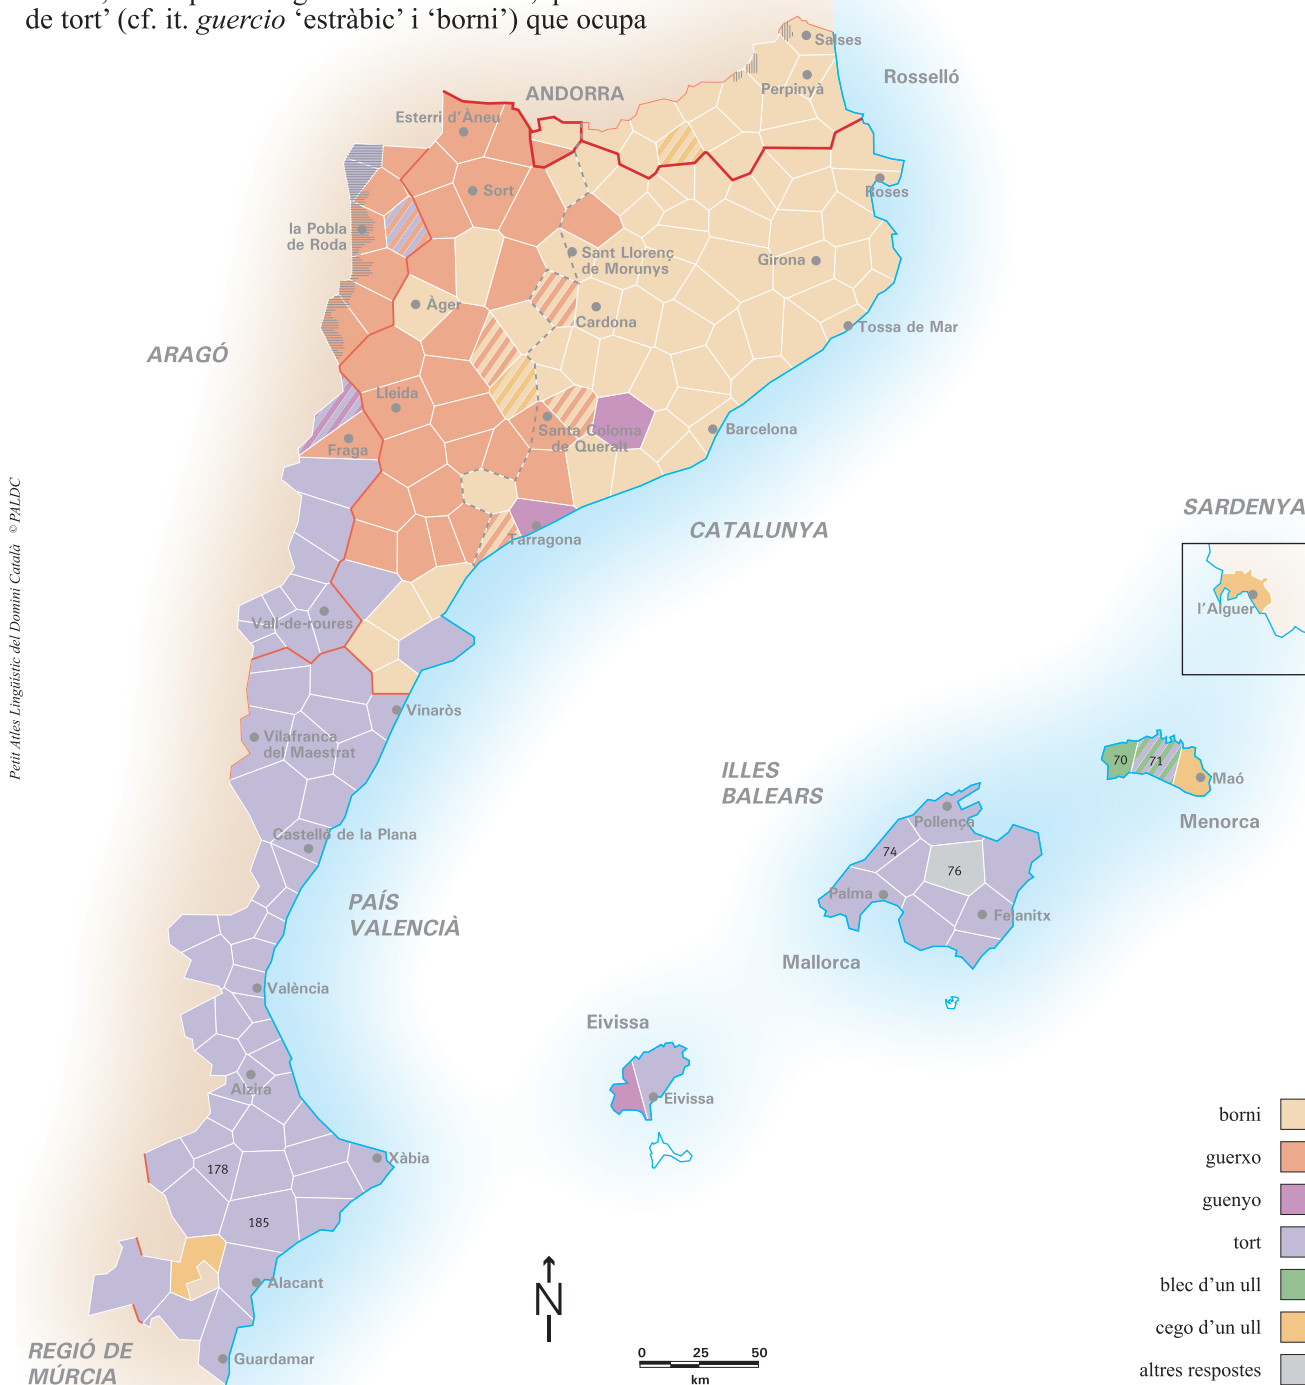 de tort’ (cf. it. guercio ‘estràbic’ i ‘borni’) que ocupa
Salses
Rosselló
Perpinyà
ANDORRA
Esterri d’Àneu
Sort
Roses
la Pobla
de Roda
Sant Llorenç
de Morunys
Girona
Àger
Cardona
Tossa de Mar
ARAGÓ
Lleida
Santa Coloma
de Queralt
Barcelona
Fraga
Tarragona
CATALUNYA
SARDENYA
l’Alguer
Petit Atles Lingüístic del Domini Català © PALDC
Vall-de-roures
Vinaròs
Vilafranca
del Maestrat
ILLES
BALEARS
70
71
Maó
Menorca
Pollença
74
76
Palma
Felanitx
Mallorca
Castelló de la Plana
PAÍS
VALENCIÀ
València
Eivissa
Eivissa
Alzira
Xàbia
178
185
Alacant
Guardamar
REGIÓ DE
MÚRCIA
N
0 25 50
km
borni
guerxo
guenyo
tort
blec d’un ull
cego d’un ull
altres respostes